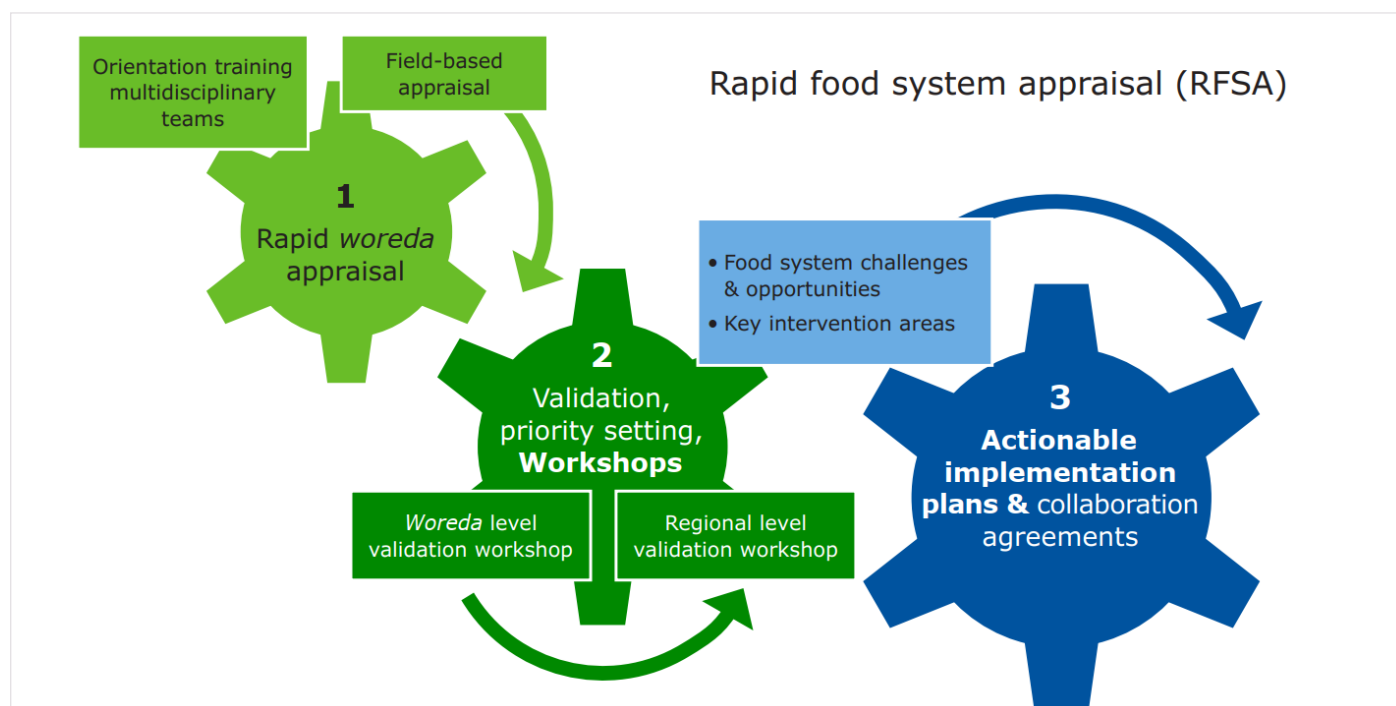 Rapid food system appraisal (RFSA)
Orientation training
multidisciplinary
teams
Field-based
appraisal
1
Rapid woreda
appraisal
2
Validation,
priority setting,
Workshops
Woreda level
validation workshop
Regional level
validation workshop
• Food system challenges
& opportunities
• Key intervention areas
3
Actionable
implementation
plans & collaboration
agreements